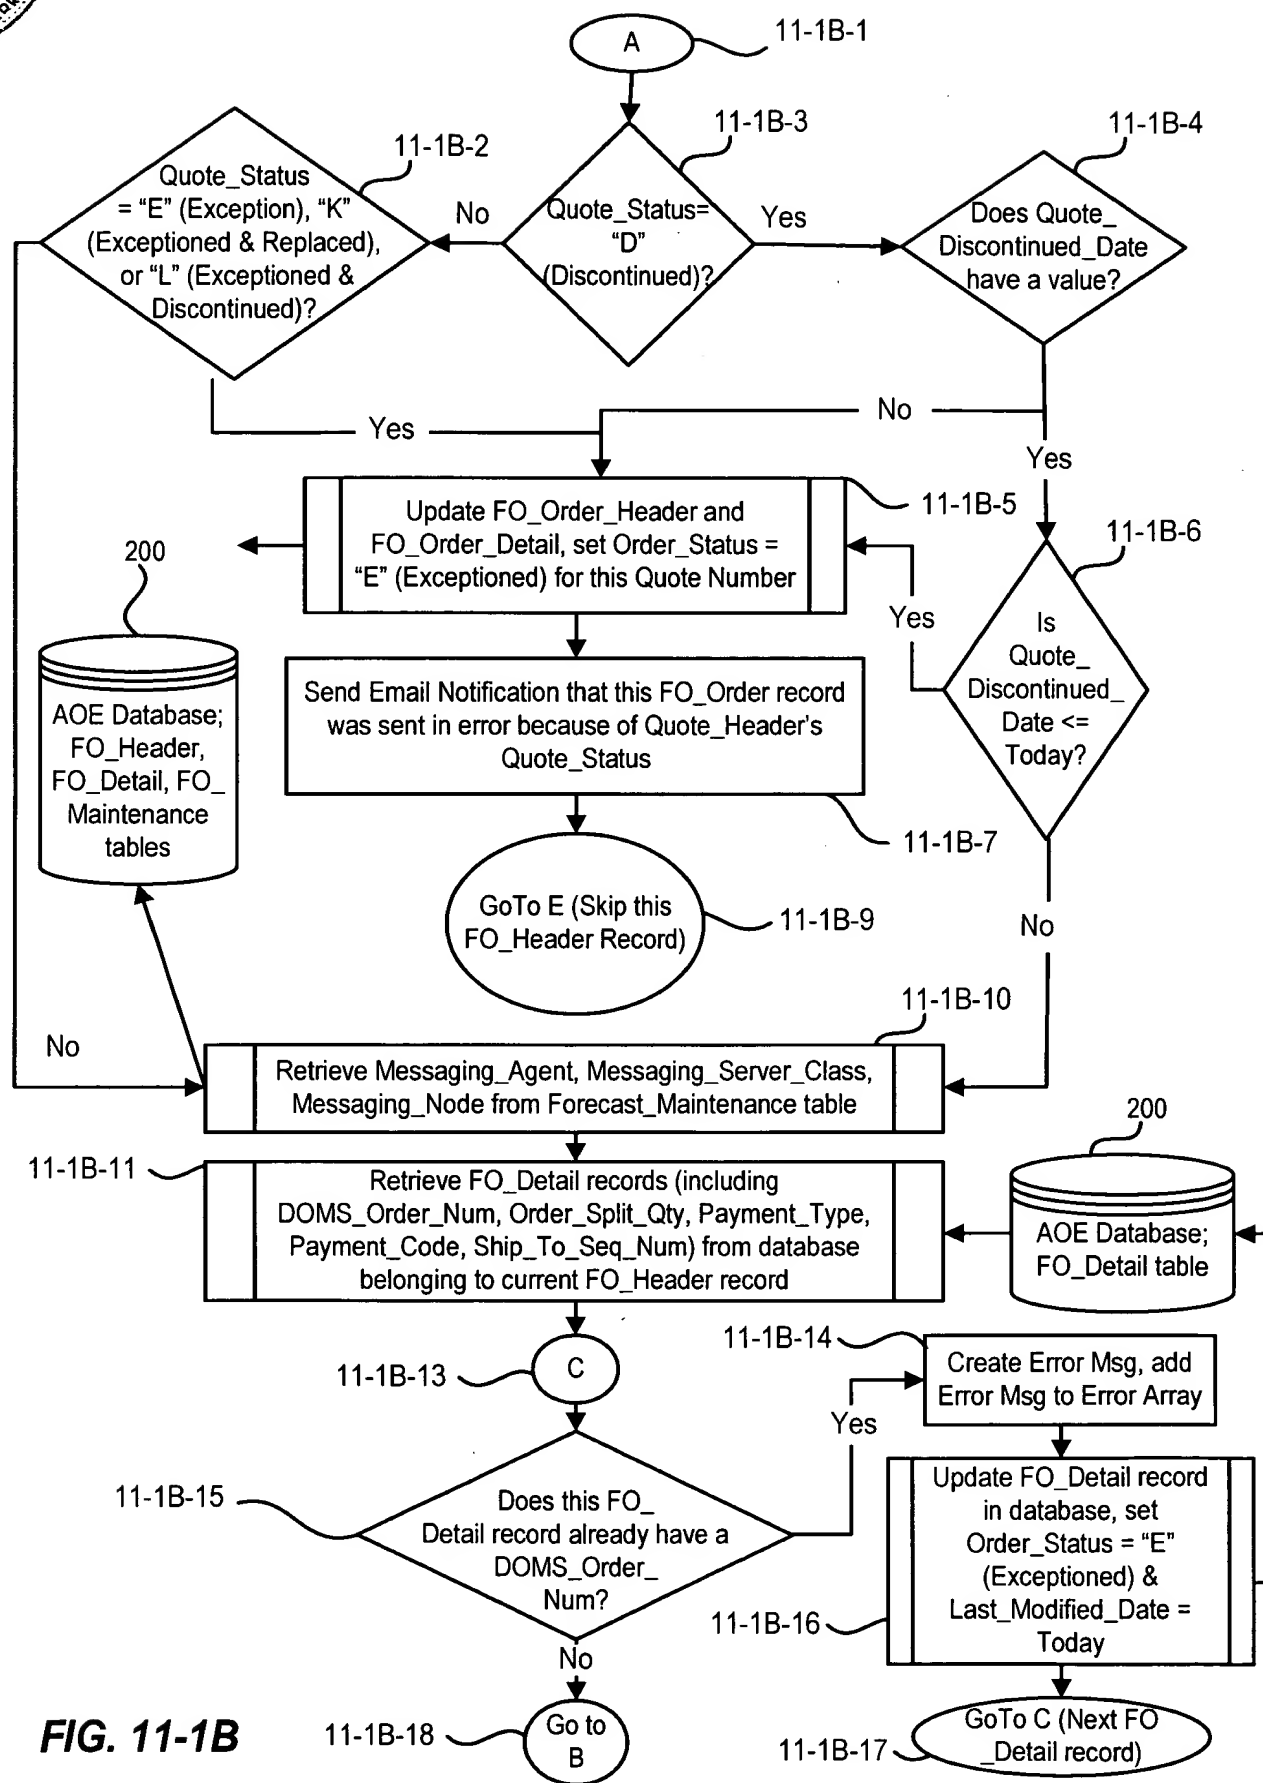 A
11-1B-1
11-1B-2
Quote_Status
= “E” (Exception), “K”
(Exceptioned & Replaced),
or “L” (Exceptioned &
Discontinued)?
No
11-1B-3
Quote_Status=
“D”
(Discontinued)?
Yes
11-1B-4
Does Quote_
Discontinued_Date
have a value?
Yes
No
Yes
Update FO_Order_Header and
FO_Order_Detail, set Order_Status =
“E” (Exceptioned) for this Quote Number
11-1B-5
11-1B-6
Yes
Is
Quote_
Discontinued_
Date <=
Today?
200
AOE Database;
FO_Header,
FO_Detail, FO_
Maintenance
tables
Send Email Notification that this FO_Order record
was sent in error because of Quote_Header's
Quote_Status
11-1B-7
GoTo E (Skip this
FO_Header Record)
11-1B-9
No
11-1B-10
No
Retrieve Messaging_Agent, Messaging_Server_Class,
Messaging_Node from Forecast_Maintenance table
11-1B-11
Retrieve FO_Detail records (including
DOMS_Order_Num, Order_Split_Qty, Payment_Type,
Payment_Code, Ship_To_Seq_Num) from database
belonging to current FO_Header record
200
AOE Database;
FO_Detail table
11-1B-13
C
11-1B-14
Create Error Msg, add
Error Msg to Error Array
Yes
11-1B-15
Does this FO_
Detail record already have a
DOMS_Order_
Num?
Update FO_Detail record
in database, set
Order_Status = “E”
(Exceptioned) &
Last_Modified_Date =
Today
11-1B-16
No
FIG. 11-1B
11-1B-18
Go to
B
11-1B-17
GoTo C (Next FO
_Detail record)